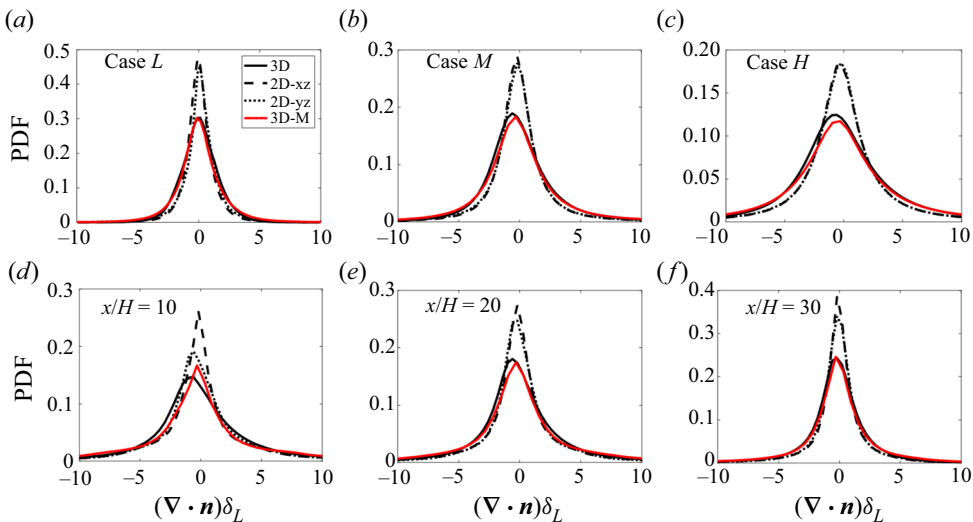 (a) (b) (c)
0.5 0.4 0.3 0.2 0.1 0
PDF
Case L
3D
2D-xz
2D-yz
3D-M
−10 −5 0 5 10
0.3 0.2 0.1 0
Case M
−10 −5 0 5 10
0.20 0.15 0.10 0.05 0
Case H
−10 −5 0 5 10
(d) (e) (f)
0.3 0.2 0.1 0
PDF
x/H = 10
−10 −5 0 5 10
(∇ · n)δL
0.3 0.2 0.1 0
x/H = 20
−10 −5 0 5 10
(∇ · n)δL
0.4 0.3 0.2 0.1 0
x/H = 30
−10 −5 0 5 10
(∇ · n)δL